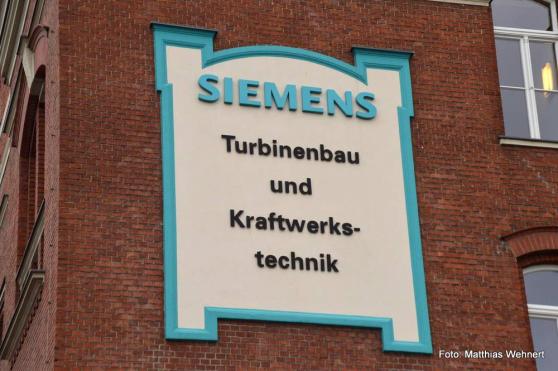 SIEMENS
Turbinenbau
und
Kraftwerks-
technik
Foto: Matthias Wehnert